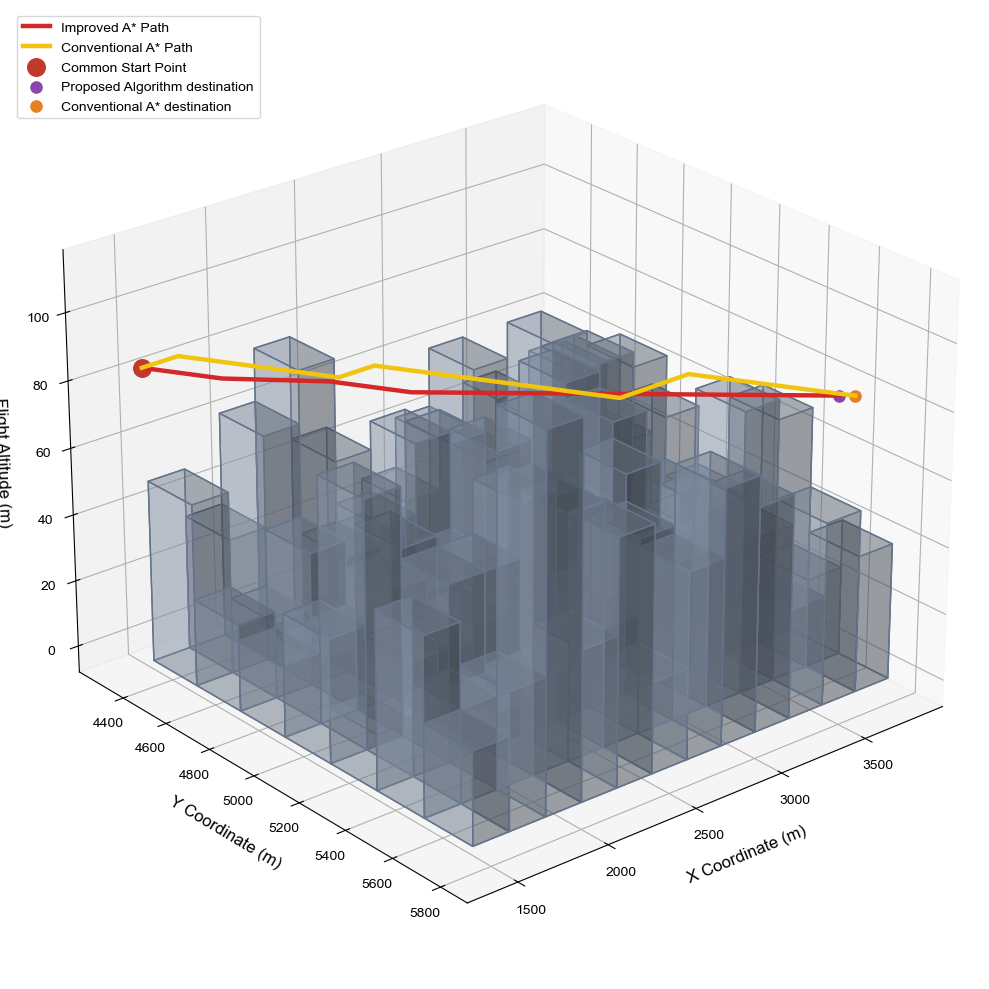 Improved A* Path
Conventional A* Path
Common Start Point
Proposed Algorithm destination
Conventional A* destination
100
80
60
40
20
0
Flight Altitude (m)
4400
4600
4800
5000
5200
5400
5600
5800
Y Coordinate (m)
1500
2000
2500
3000
3500
X Coordinate (m)